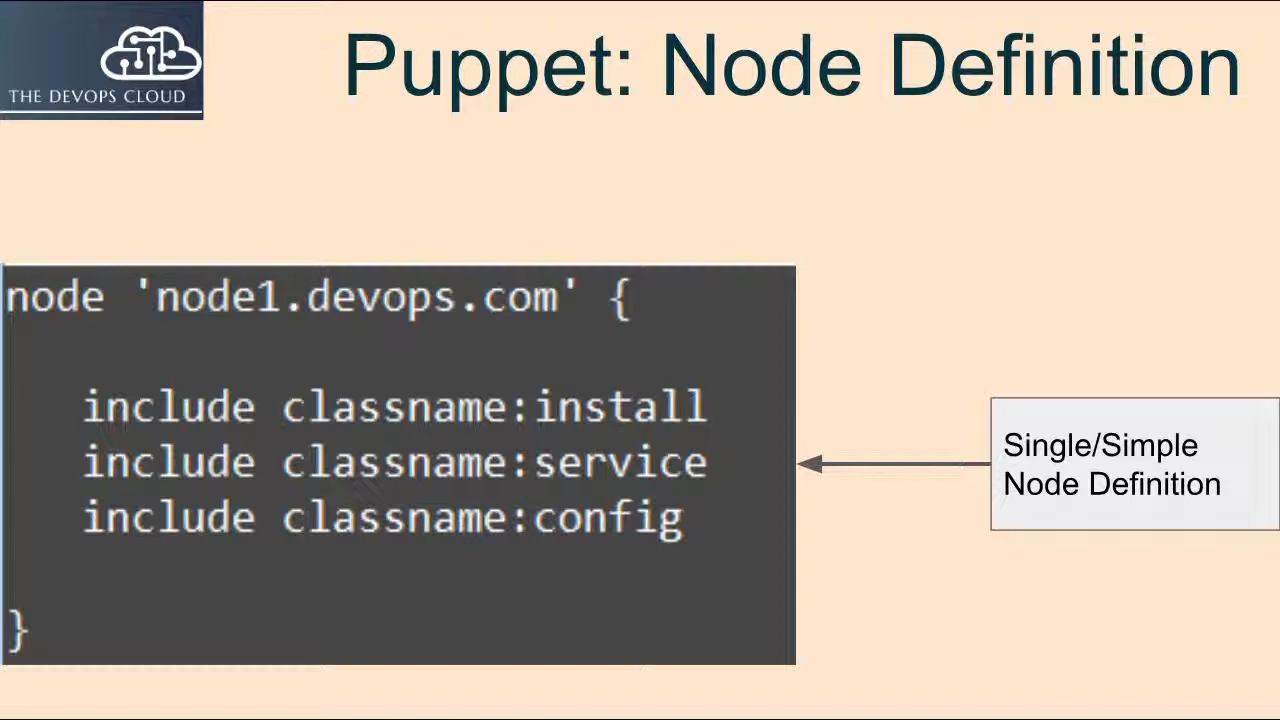 THE DEVOPS CLOUD
Puppet: Node Definition
node 'node1.devops.com' {
include classname:install
include classname:service
include classname:config
}
Single/Simple
Node Definition